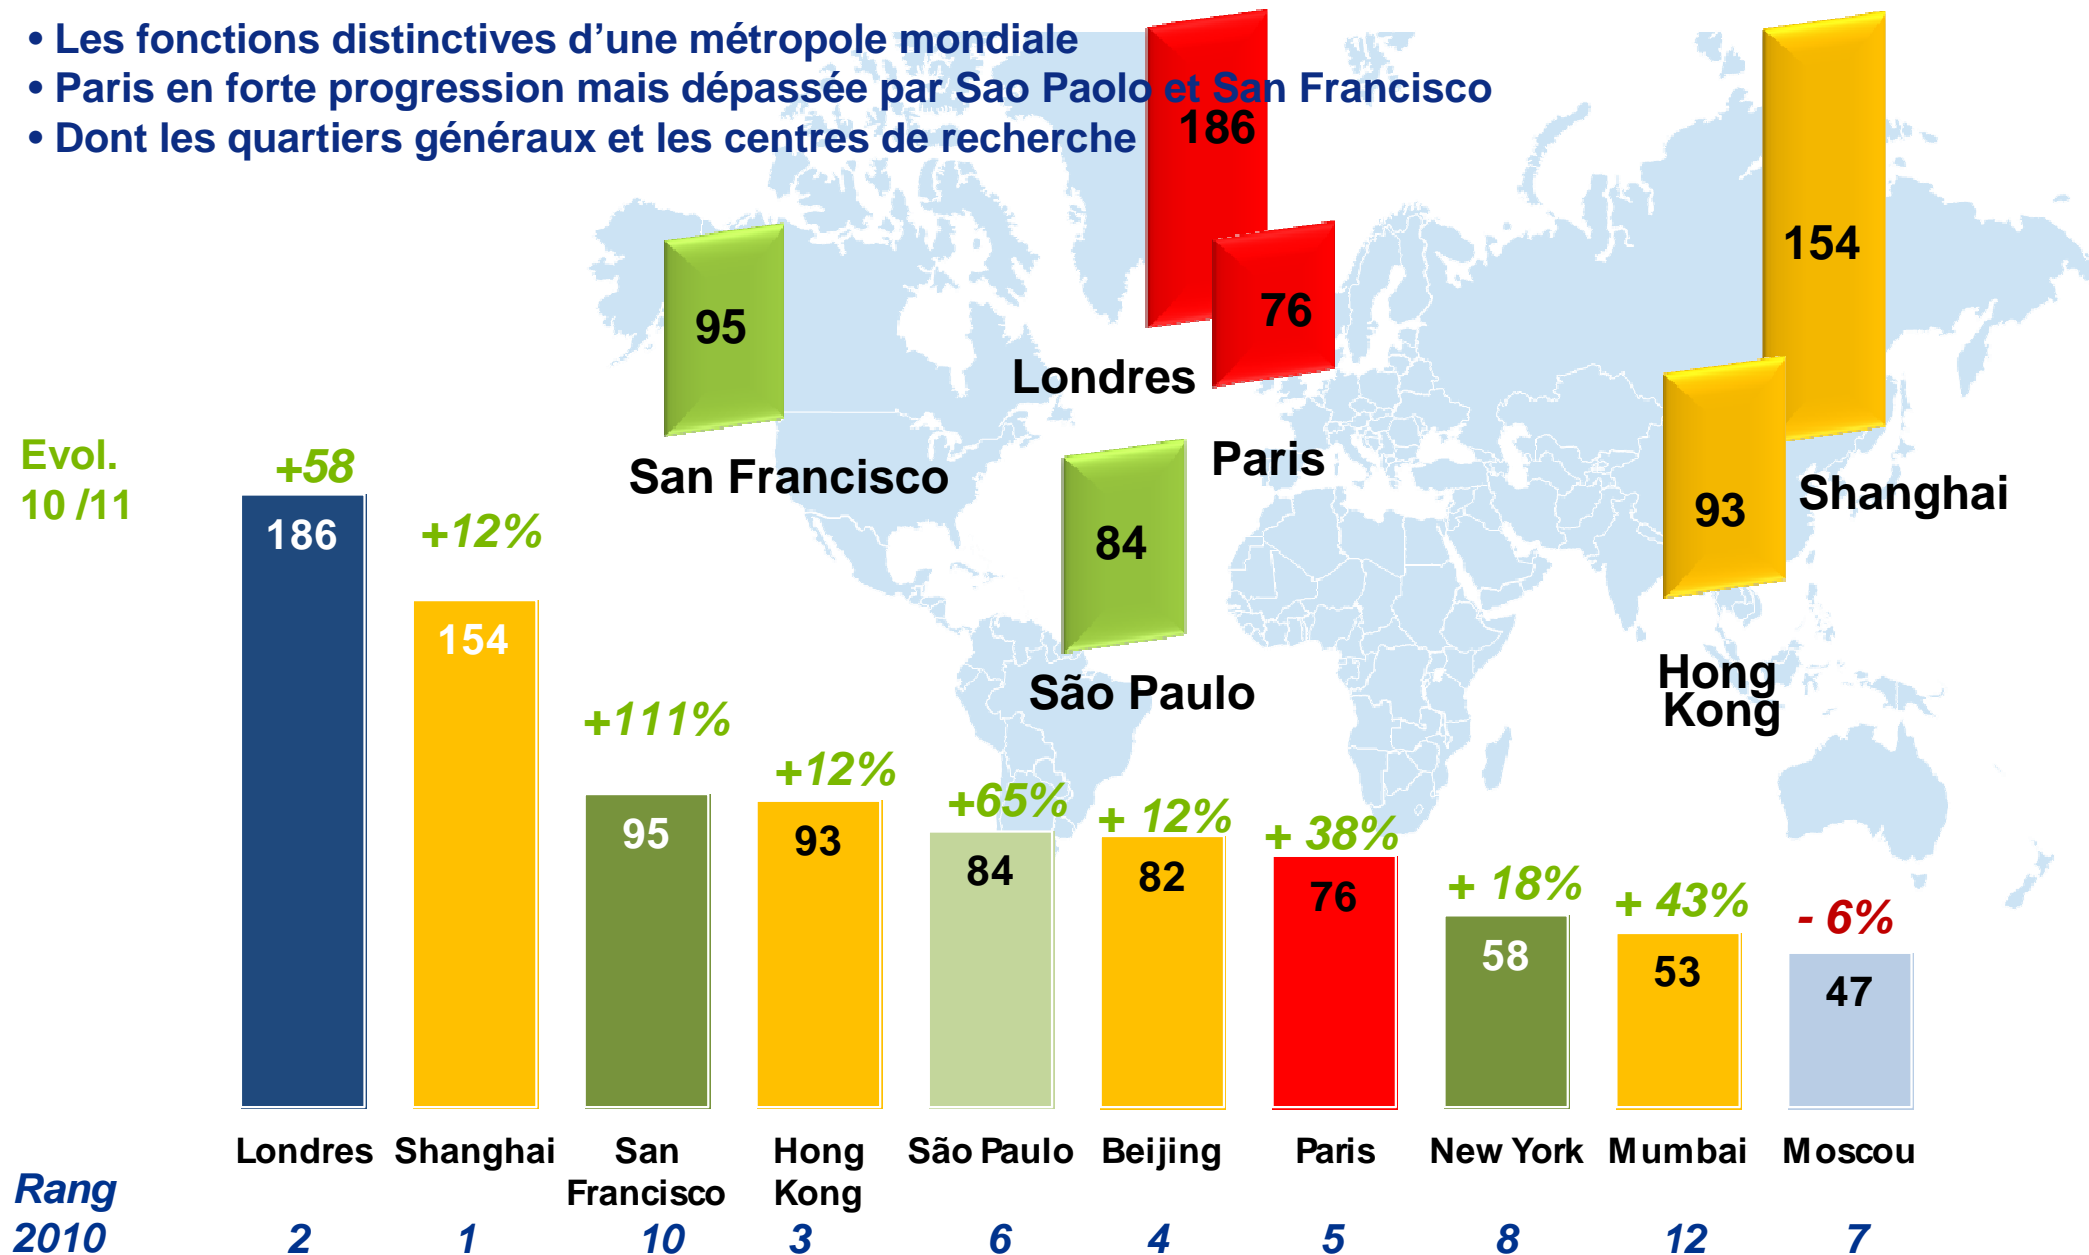 • Les fonctions distinctives d’une métropole mondiale
• Paris en forte progression mais dépassée par Sao Paolo et San Francisco
• Dont les quartiers généraux et les centres de recherche
186
154
95
76
Londres
Paris
San Francisco
Shanghai
93
84
São Paulo
Hong
Kong
Evol.
10 /11
+58
+12%
+111%
+12%
+65%
+ 12%
+ 38%
+ 18%
+ 43%
- 6%
186
154
95
93
84
82
76
58
53
47
Londres Shanghai San Francisco Hong Kong São Paulo Beijing Paris New York Mumbai Moscou
Rang
2010 2 1 10 3 6 4 5 8 12 7